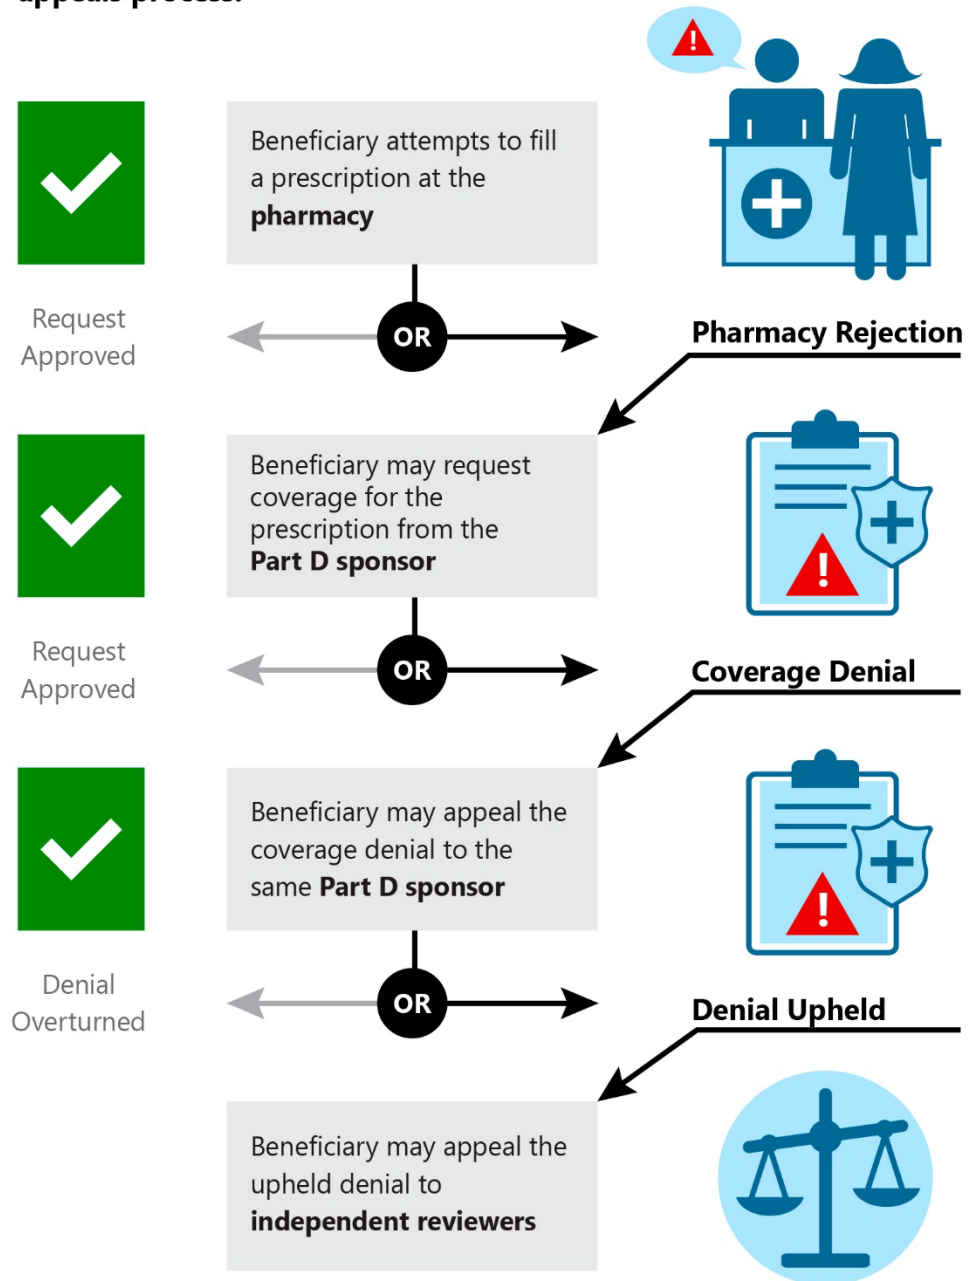 appeals process.
Beneficiary attempts to fill
a prescription at the
pharmacy
Request
Approved
OR
Pharmacy Rejection
Beneficiary may request
coverage for the
prescription from the
Part D sponsor
Request
Approved
OR
Coverage Denial
Beneficiary may appeal the
coverage denial to the
same Part D sponsor
Denial
Overturned
OR
Denial Upheld
Beneficiary may appeal the
upheld denial to
independent reviewers